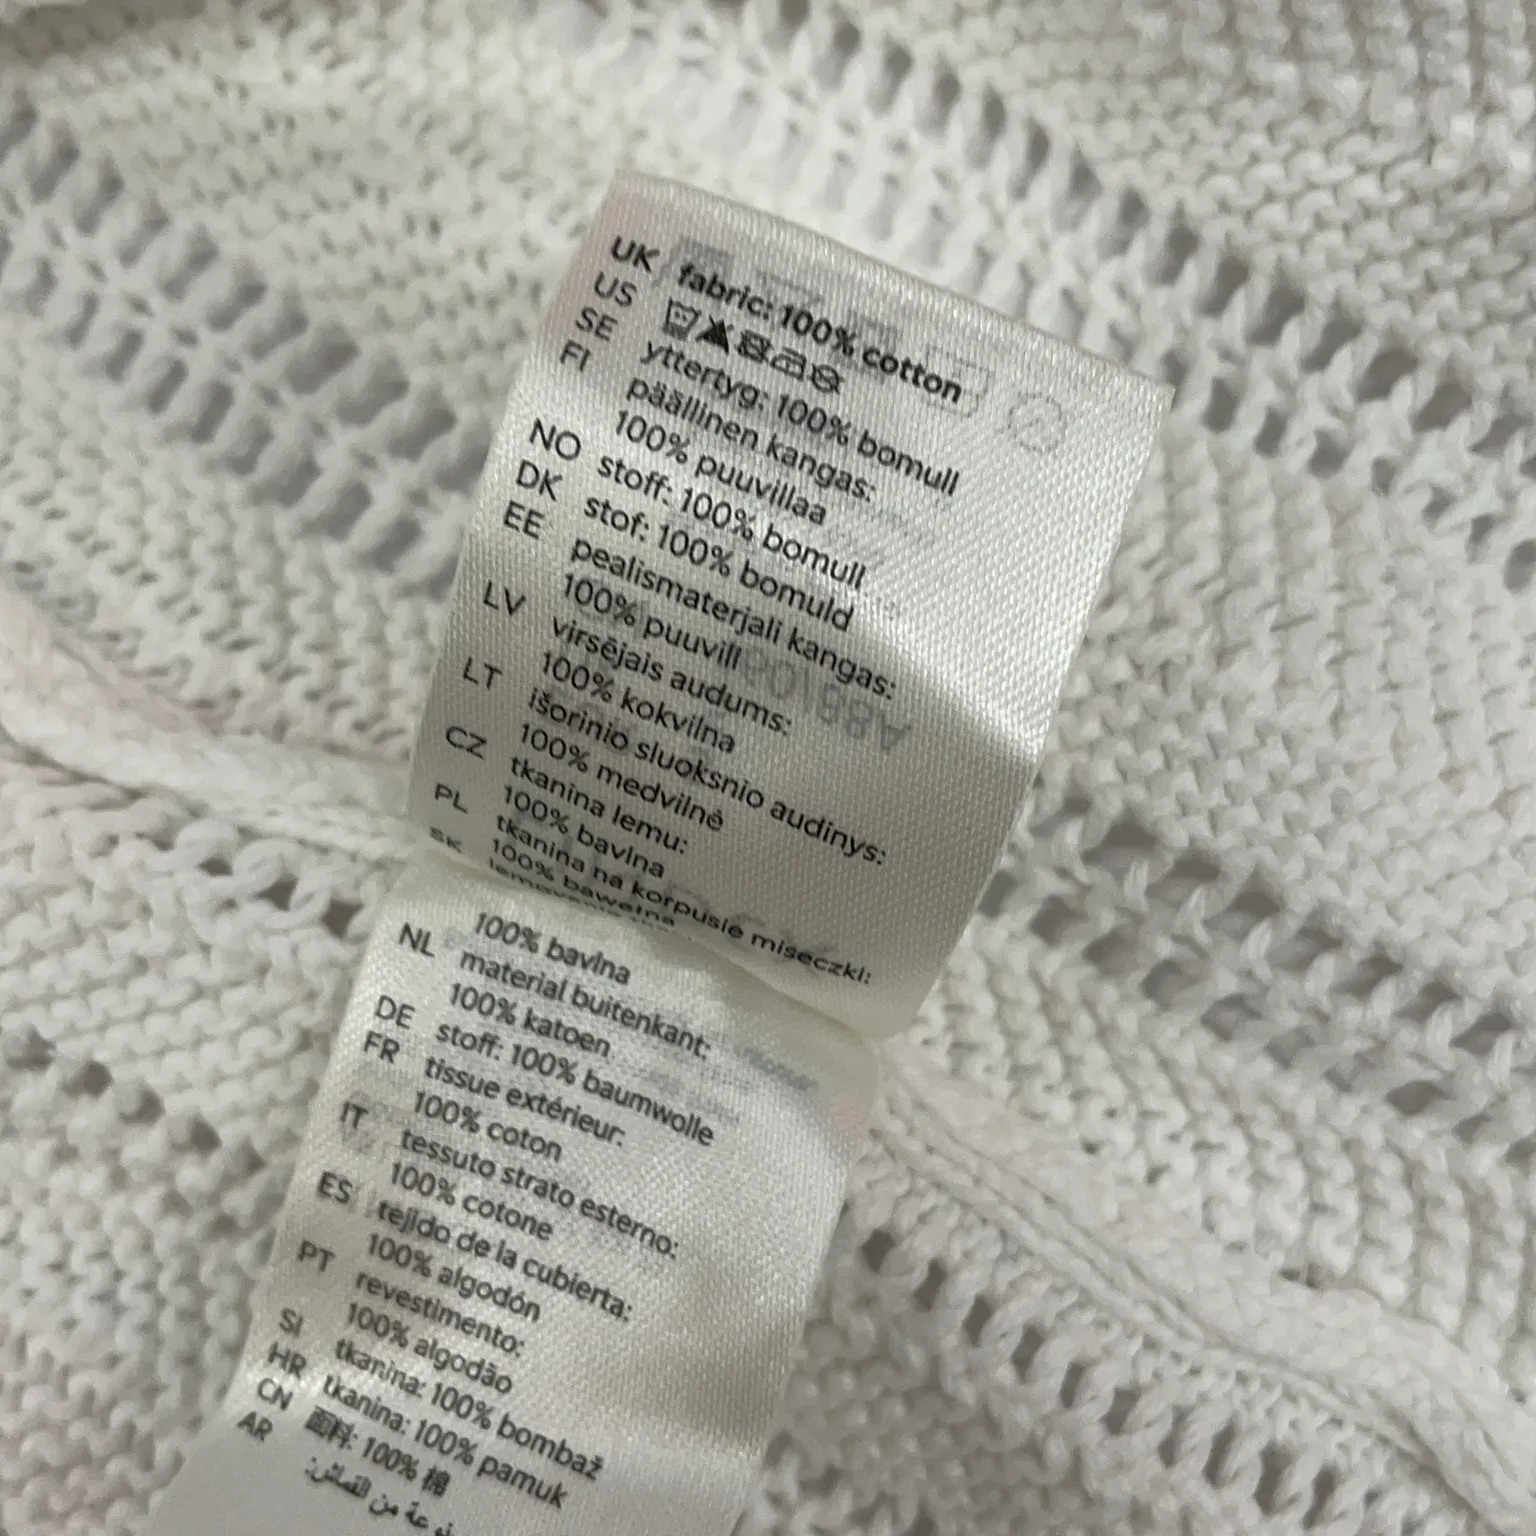 UK fabric: 100% cotton
US
SE yttertyg: 100% bomull
FI päällinen kangas:
100% puuvillaa
NO stoff: 100% bomull
DK stof: 100% bomuld
EE pealismaterjali kangas:
100% puuvill
LV virsējais audums:
100% kokvilna
LT išorinio sluoksnio audinys:
100% medvilnė
CZ tkanina lemu:
100% bavlna
PL tkanina na korpusie miseczki:
100% bawełna
SK
100% bavlna
NL material buitenkant:
100% katoen
DE stoff: 100% baumwolle
FR tissue extérieur:
100% coton
IT tessuto strato esterno:
100% cotone
ES tejido de la cubierta:
100% algodón
PT revestimento:
100% algodão
SI tkanina: 100% bombaž
HR tkanina: 100% pamuk
CN 面料: 100% 棉
AR